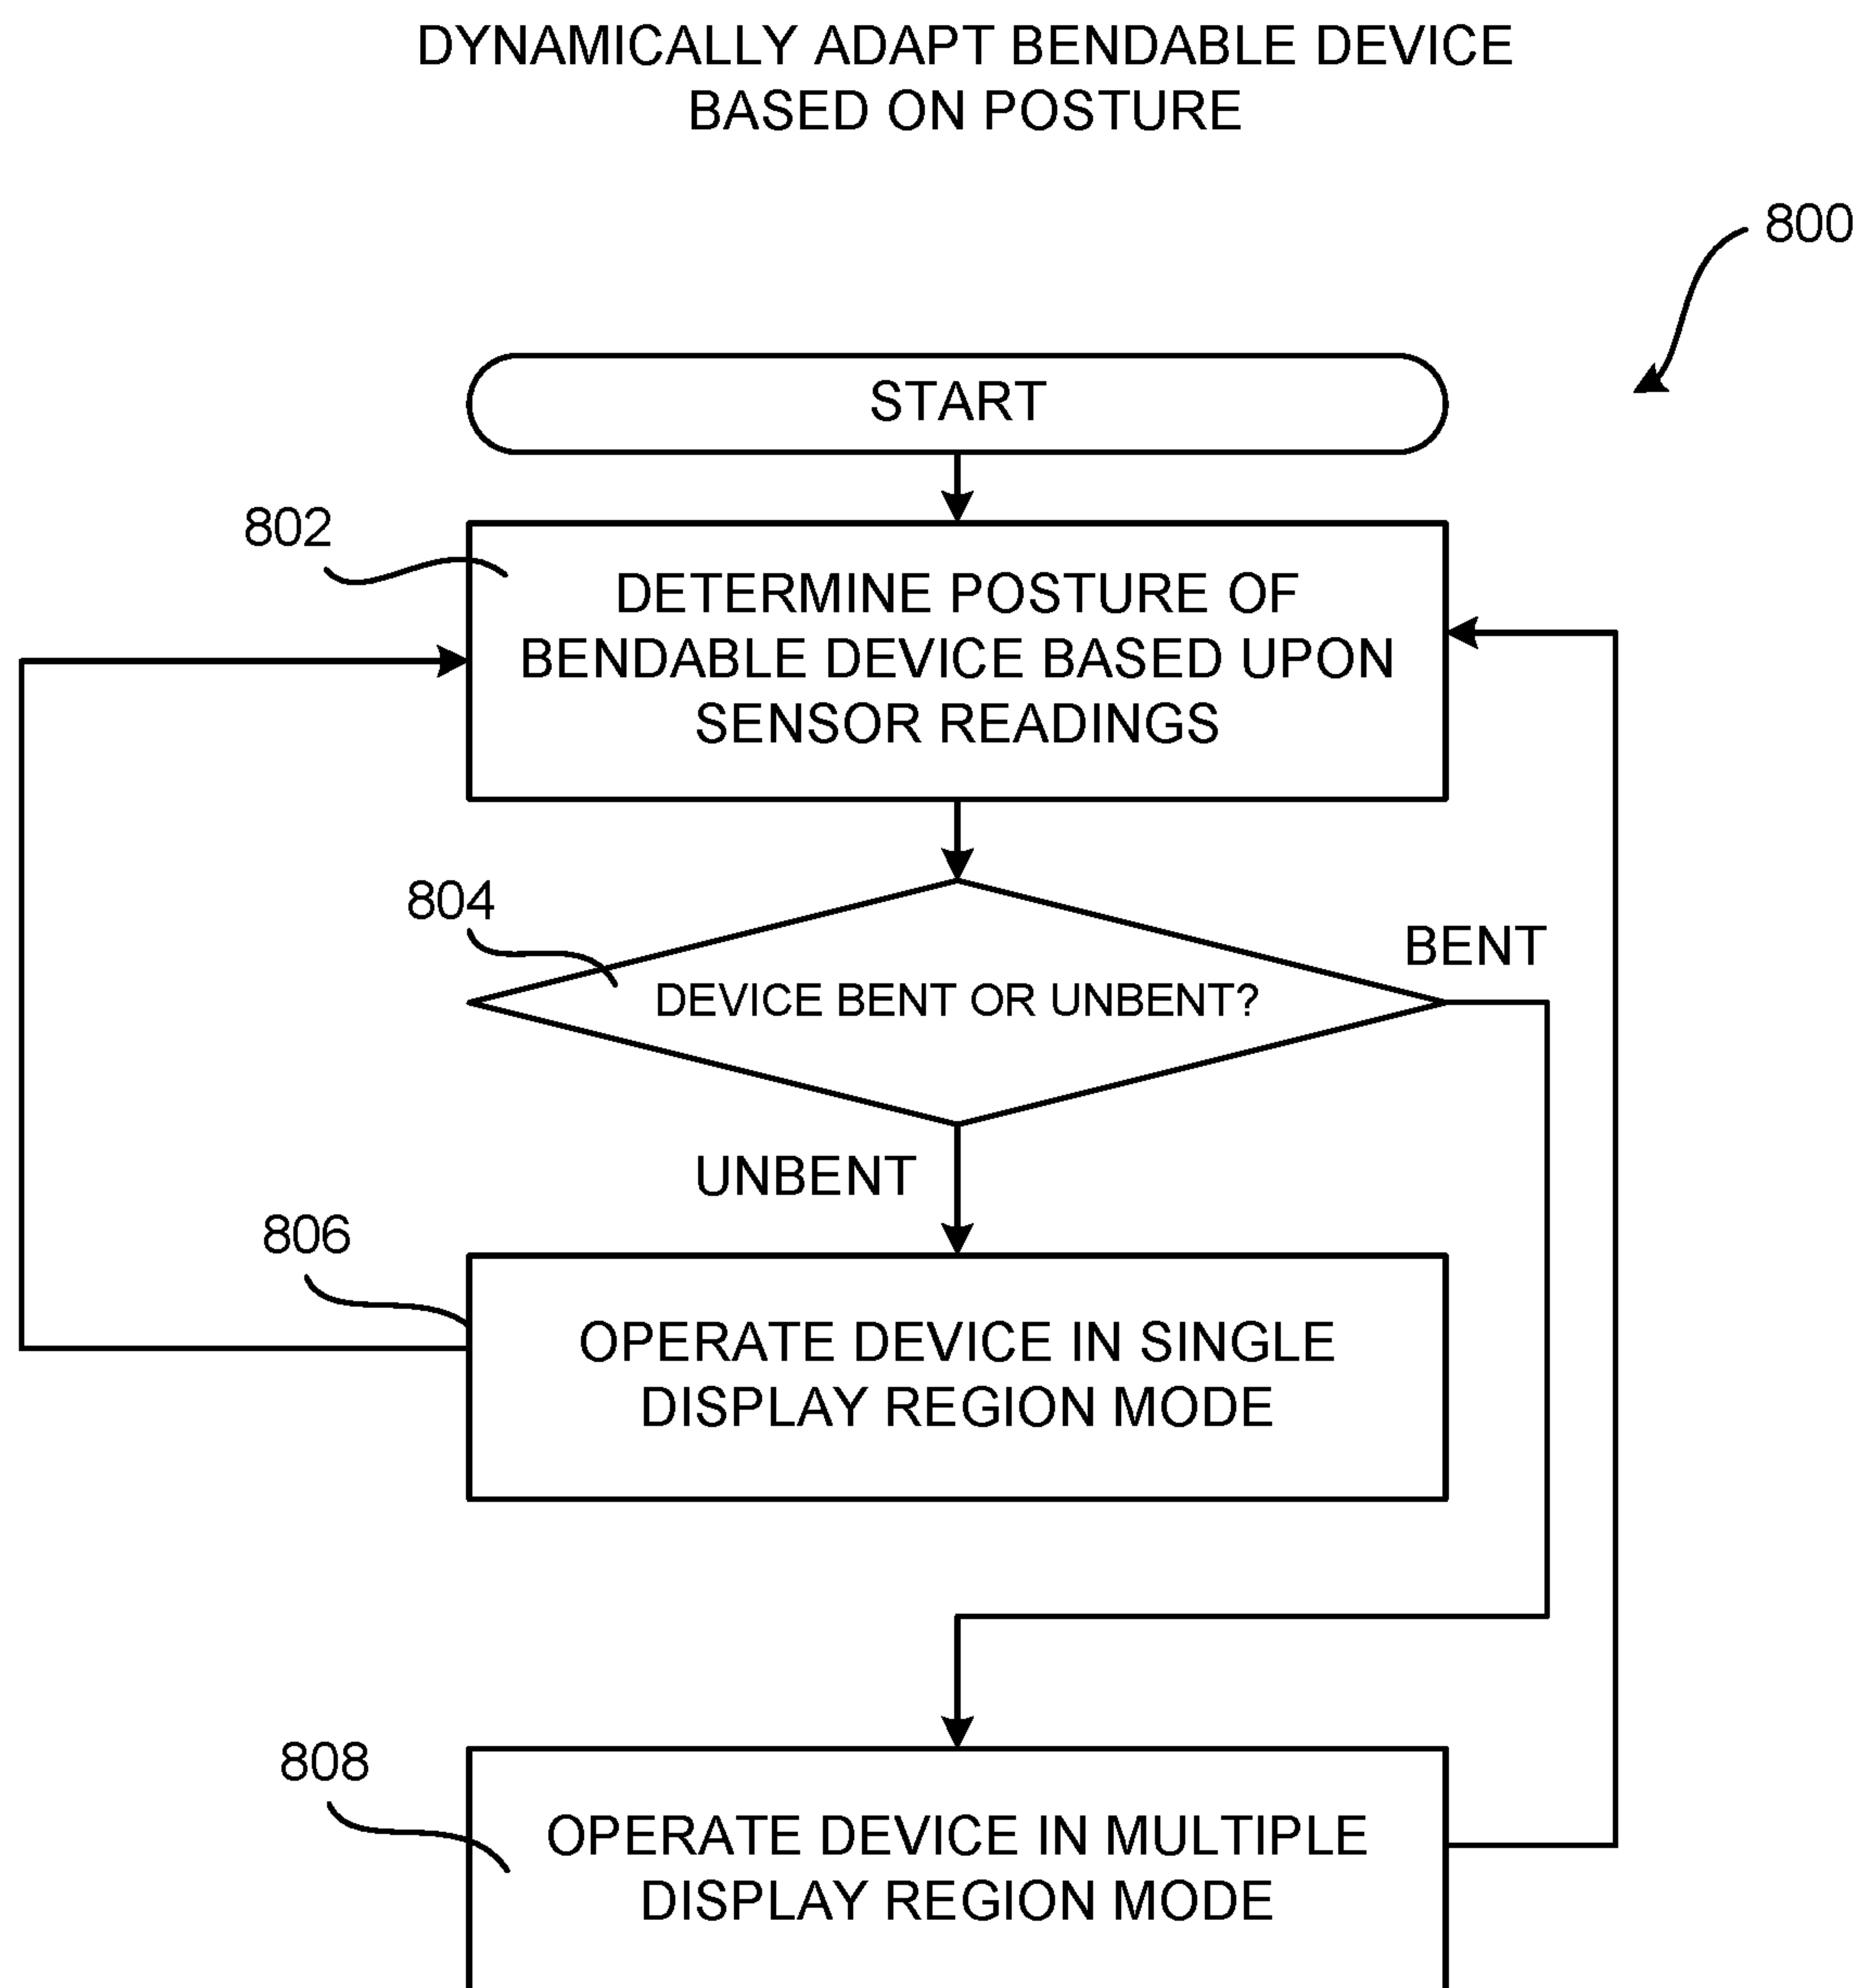 DYNAMICALLY ADAPT BENDABLE DEVICE
BASED ON POSTURE
800
START
802
DETERMINE POSTURE OF
BENDABLE DEVICE BASED UPON
SENSOR READINGS
804
BENT
DEVICE BENT OR UNBENT?
UNBENT
806
OPERATE DEVICE IN SINGLE
DISPLAY REGION MODE
808
OPERATE DEVICE IN MULTIPLE
DISPLAY REGION MODE